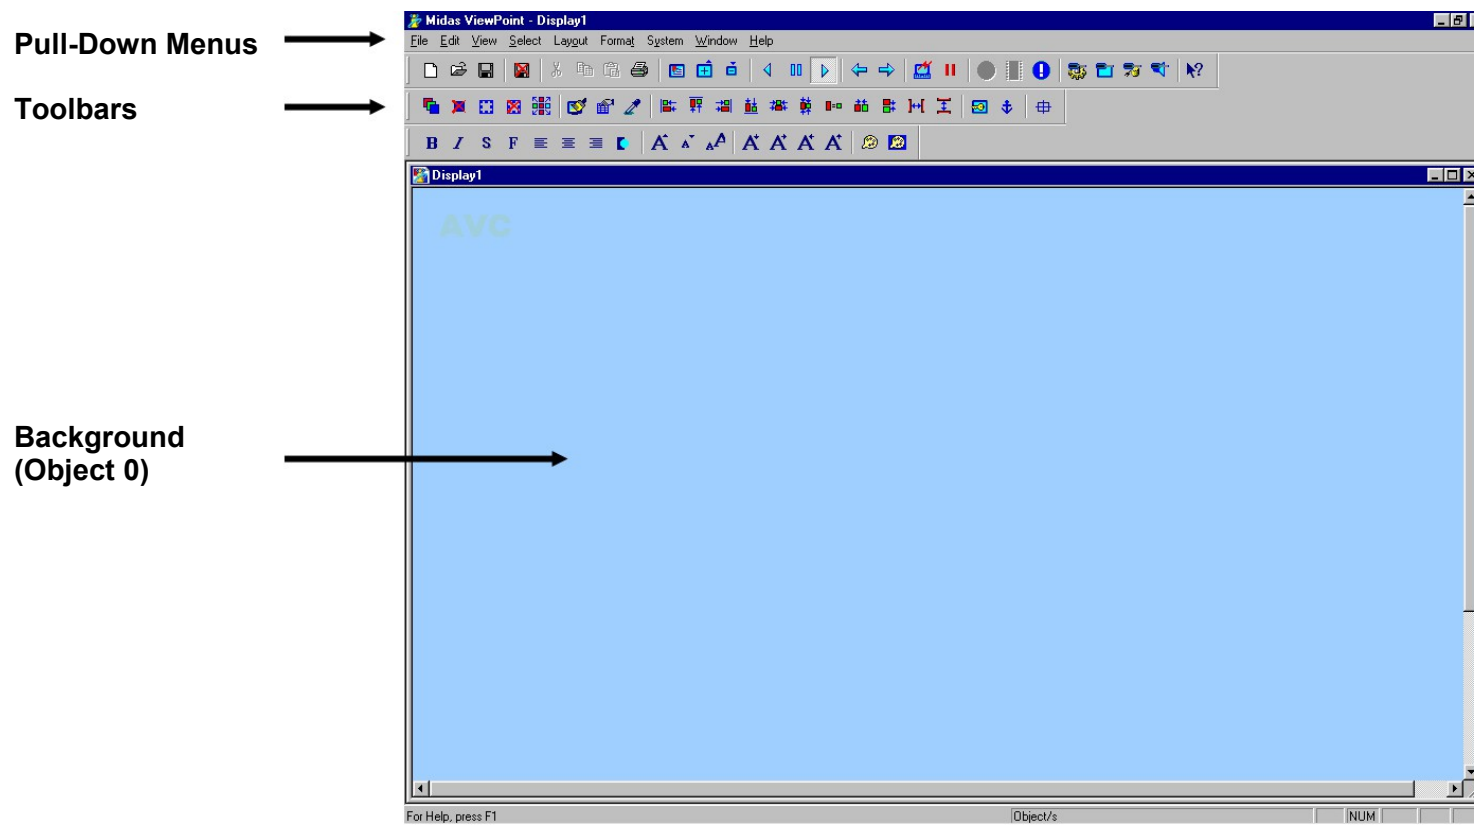 Pull-Down Menus
Midas ViewPoint - Display1
File Edit View Select Layout Format System Window Help
Toolbars
B I S F
Display1
AVC
Background
(Object 0)
For Help, press F1 Object/s NUM